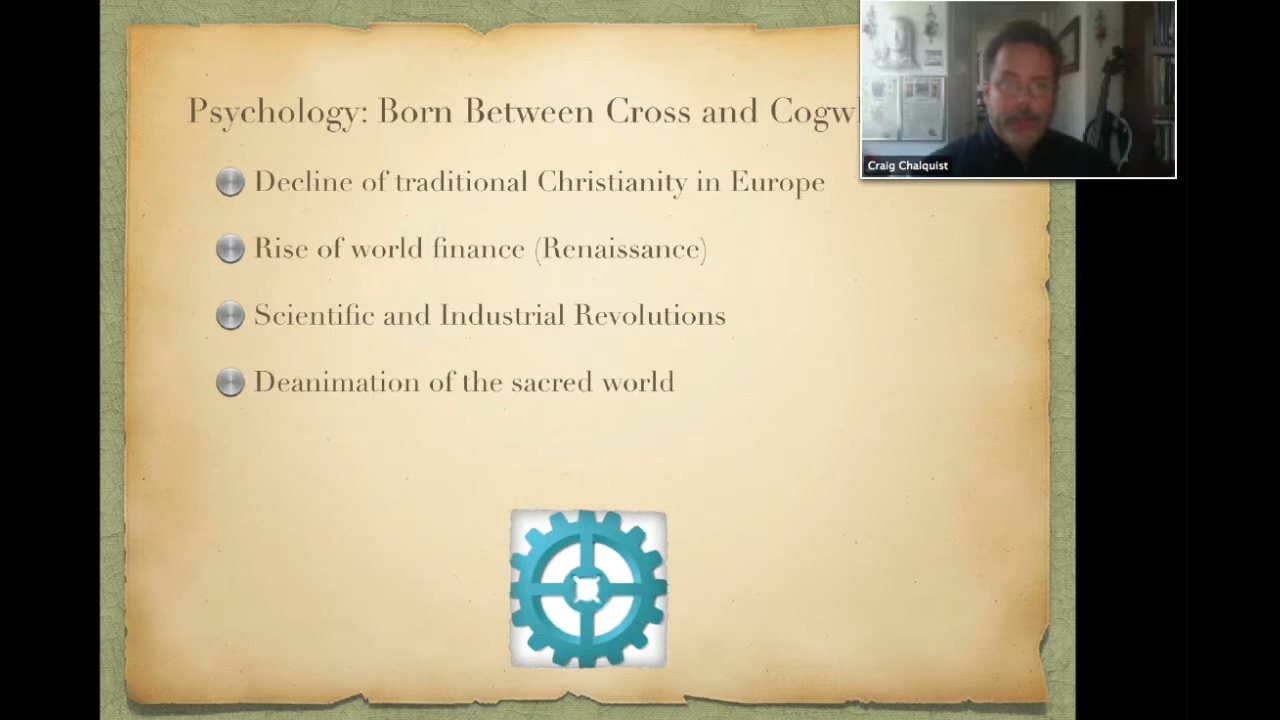 Psychology: Born Between Cross and
Decline of traditional Christianity in Europe
Rise of world finance (Renaissance)
Scientific and Industrial Revolutions
Deanimation of the sacred world
Craig Chalquist